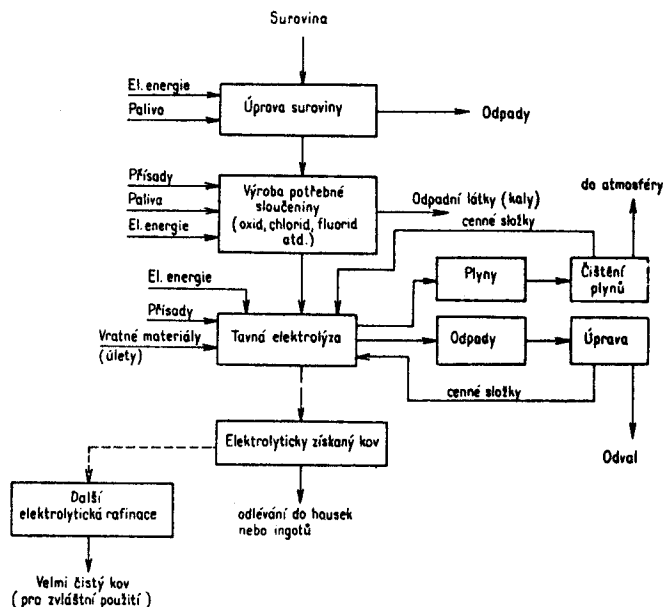 Surovina
El. energie
Palivo
Úprava suroviny
Odpady
Přísady
Paliva
El. energie
Výroba potřebné
sloučeniny
(oxid, chlorid, fluorid
atd.)
Odpadní látky (kaly)
cenné složky
do atmosféry
El. energie
Přísady
Vratné materiály
(úlety)
Tavná elektrolýza
Plyny
Čištění
plynů
Odpady
Úprava
cenné složky
Odval
Elektrolyticky získaný kov
Další
elektrolytická rafinace
odlévání do housek
nebo ingotů
Velmi čistý kov
(pro zvláštní použití)